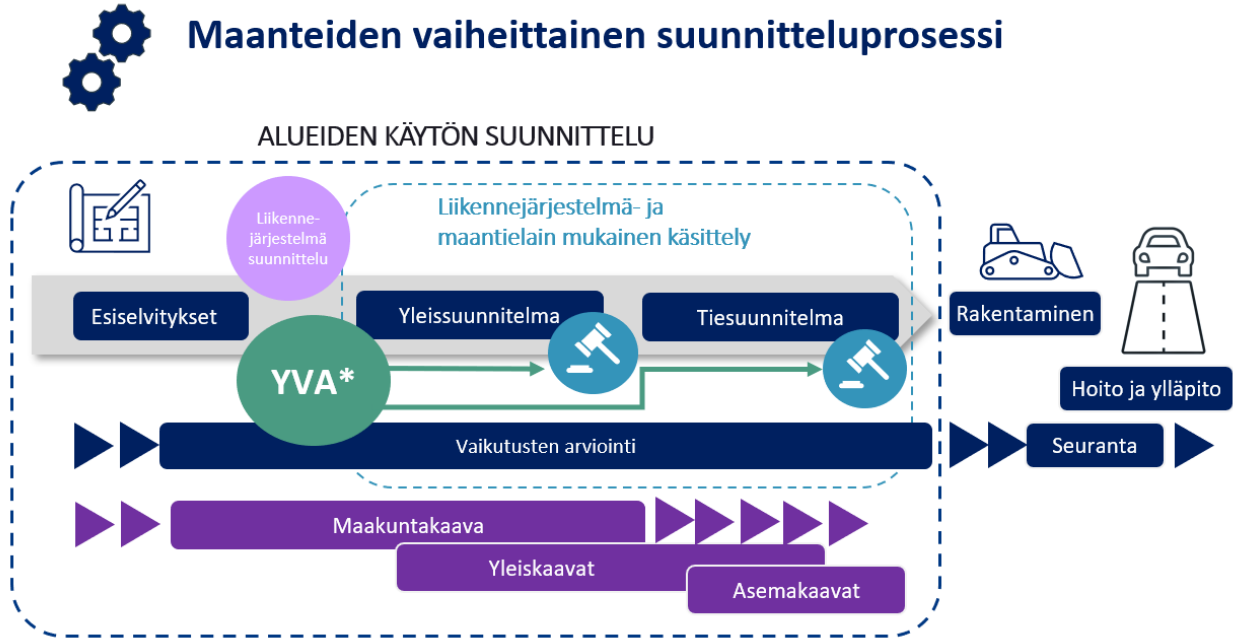 Maanteiden vaiheittainen suunnitteluprosessi
ALUEIDEN KÄYTÖN SUUNNITTELU
Liikenne-
järjestelmä
suunnittelu
Liikennejärjestelmä- ja
maantielain mukainen käsittely
Esiselvitykset
Yleissuunnitelma
Tiesuunnitelma
Rakentaminen
YVA*
Hoito ja ylläpito
Vaikutusten arviointi
Seuranta
Maakuntakaava
Yleiskaavat
Asemakaavat